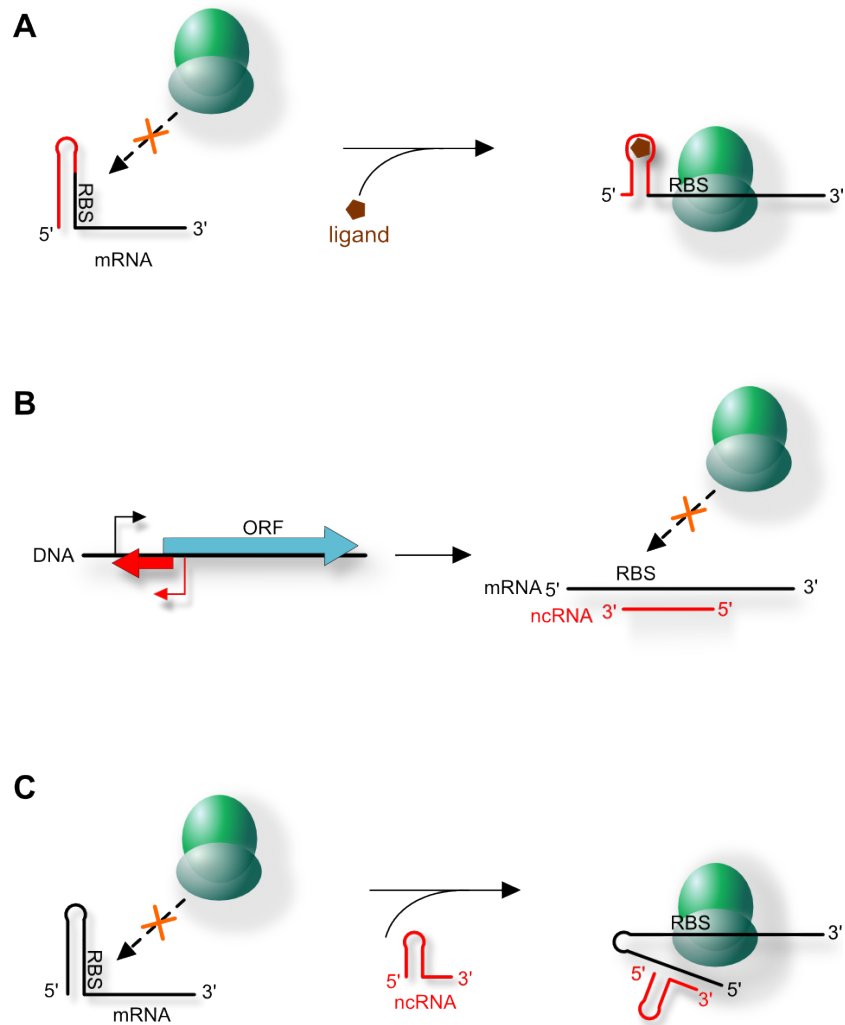 A
RBS
5'
3'
mRNA
ligand
5'
RBS
3'
B
DNA
ORF
RBS
mRNA 5'
3'
ncRNA 3'
5'
C
RBS
5'
3'
mRNA
5'
3'
ncRNA
RBS
3'
5'
5'
3'